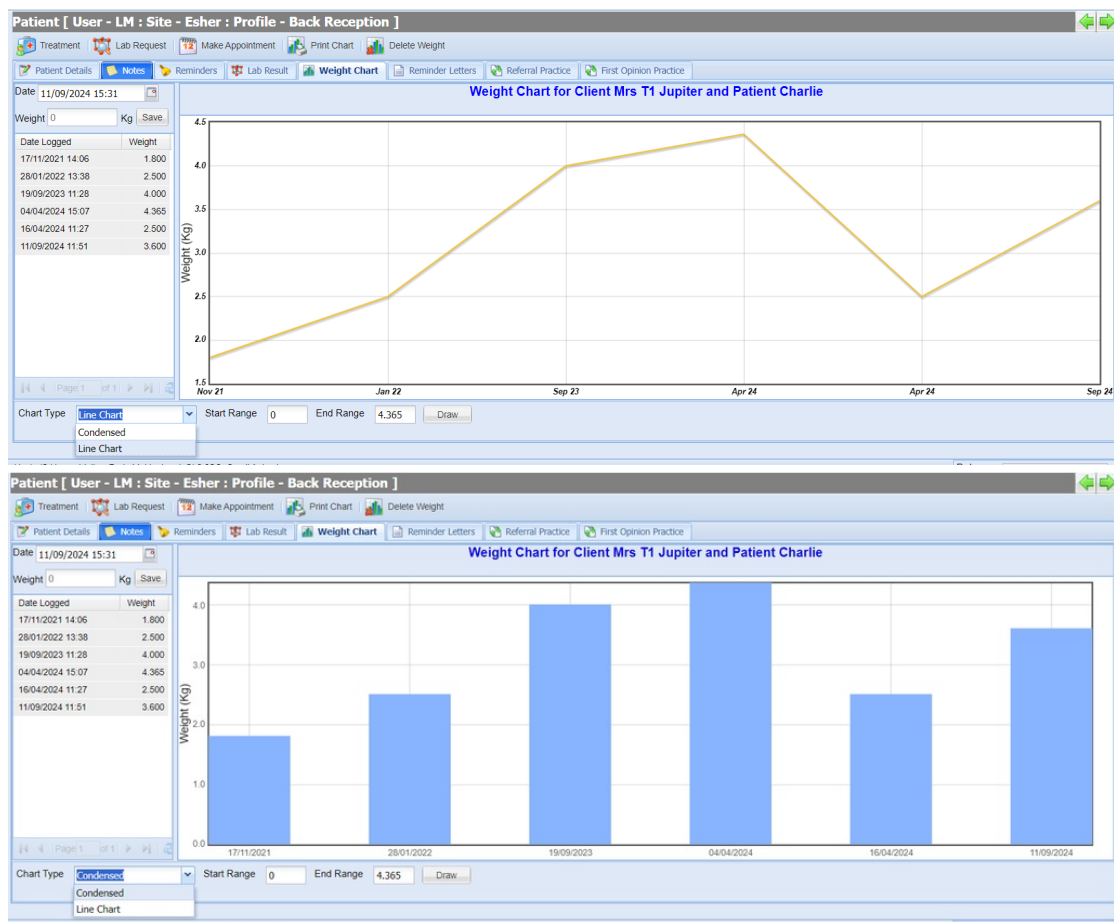 Patient [ User - LM : Site - Esher : Profile - Back Reception ]
Treatment Lab Request Make Appointment Print Chart Delete Weight
Patient Details Notes Reminders Lab Result Weight Chart Reminder Letters Referral Practice First Opinion Practice
Date 11/09/2024 15:31
Weight 0 Kg Save
Date Logged Weight
17/11/2021 14:06 1.800
28/01/2022 13:38 2.500
19/09/2023 11:28 4.000
04/04/2024 15:07 4.365
16/04/2024 11:27 2.500
11/09/2024 11:51 3.600
Page 1 of 1
Weight Chart for Client Mrs T1 Jupiter and Patient Charlie
4.5
4.0
3.5
3.0
2.5
2.0
1.5
Weight (Kg)
Nov 21 Jan 22 Sep 23 Apr 24 Apr 24 Sep 24
Chart Type Line Chart Start Range 0 End Range 4.365 Draw
Condensed
Line Chart
Patient [ User - LM : Site - Esher : Profile - Back Reception ]
Treatment Lab Request 12 Make Appointment Print Chart Delete Weight
Patient Details Notes Reminders Lab Result Weight Chart Reminder Letters Referral Practice First Opinion Practice
Date 11/09/2024 15:31
Weight 0 Kg Save
Date Logged Weight
17/11/2021 14:06 1.800
28/01/2022 13:38 2.500
19/09/2023 11:28 4.000
04/04/2024 15:07 4.365
16/04/2024 11:27 2.500
11/09/2024 11:51 3.600
Page 1 of 1
Weight Chart for Client Mrs T1 Jupiter and Patient Charlie
4.0
3.0
2.0
1.0
0.0
Weight (Kg)
17/11/2021 28/01/2022 19/09/2023 04/04/2024 16/04/2024 11/09/2024
Chart Type Condensed Start Range 0 End Range 4.365 Draw
Condensed
Line Chart